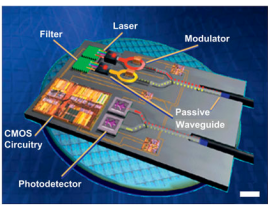 Laser
Filter
Modulator
Passive
Waveguide
CMOS
Circuitry
Photodetector